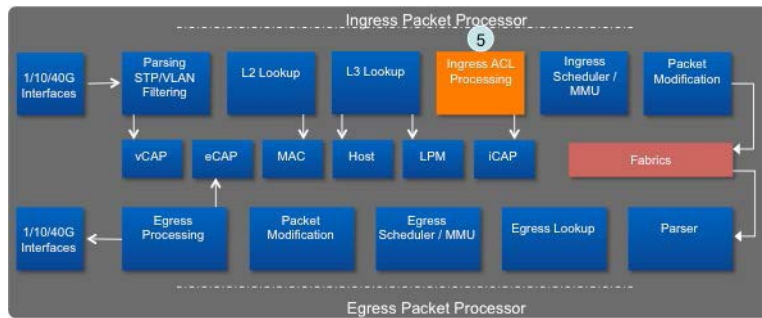 Ingress Packet Processor
5
1/10/40G
Interfaces
Parsing
STP/VLAN
Filtering
L2 Lookup
L3 Lookup
Ingress ACL
Processing
Ingress
Scheduler /
MMU
Packet
Modification
vCAP
eCAP
MAC
Host
LPM
iCAP
Fabrics
1/10/40G
Interfaces
Egress
Processing
Packet
Modification
Egress
Scheduler / MMU
Egress Lookup
Parser
Egress Packet Processor